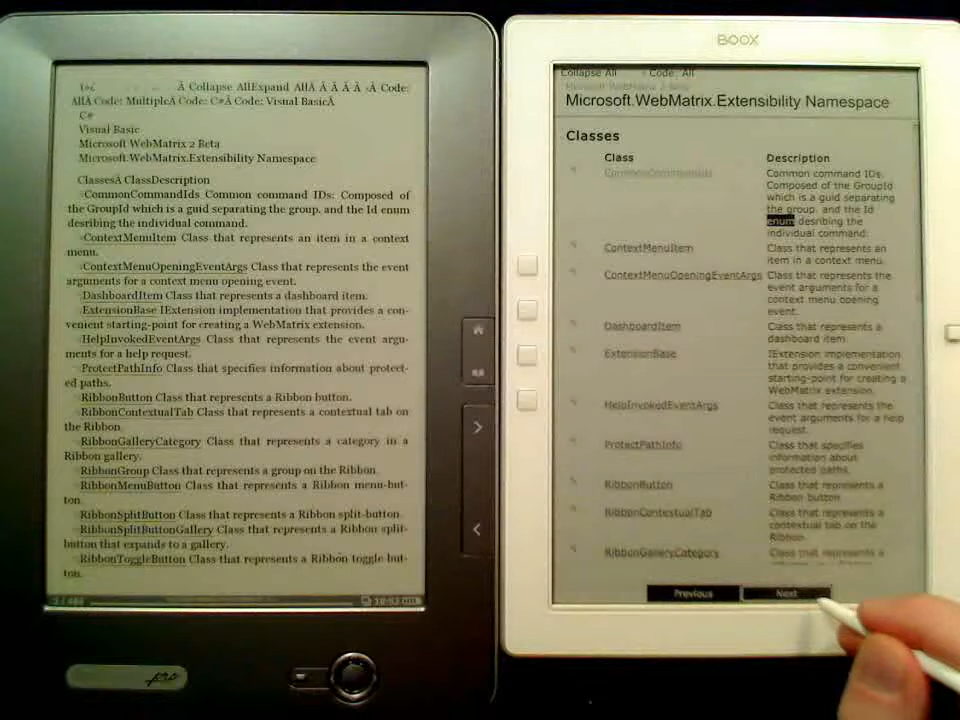 Â Collapse AllExpand AllÂ Â Â Â Â Â Code:
AllÂ Code: MultipleÂ Code: C#Â Code: Visual BasicÂ
C#
Visual Basic
Microsoft WebMatrix 2 Beta
Microsoft.WebMatrix.Extensibility Namespace
ClassesÂ ClassDescription
CommonCommandIds Common command IDs: Composed of
the GroupId which is a guid separating the group. and the Id enum
desribing the individual command.
ContextMenuItem Class that represents an item in a context
menu.
ContextMenuOpeningEventArgs Class that represents the event
arguments for a context menu opening event.
DashboardItem Class that represents a dashboard item.
ExtensionBase IExtension implementation that provides a con-
venient starting-point for creating a WebMatrix extension.
HelpInvokedEventArgs Class that represents the event argu-
ments for a help request.
ProtectPathInfo Class that specifies information about protect-
ed paths.
RibbonButton Class that represents a Ribbon button.
RibbonContextualTab Class that represents a contextual tab on
the Ribbon.
RibbonGalleryCategory Class that represents a category in a
Ribbon gallery.
RibbonGroup Class that represents a group on the Ribbon.
RibbonMenuButton Class that represents a Ribbon menu-but-
ton.
RibbonSplitButton Class that represents a Ribbon split-button.
RibbonSplitButtonGallery Class that represents a Ribbon split-
button that expands to a gallery.
RibbonToggleButton Class that represents a Ribbon toggle but-
ton.
pro
BOOX
Collapse All Code: All
Microsoft WebMatrix 2 Beta
Microsoft.WebMatrix.Extensibility Namespace
Classes
Class Description
CommonCommandIds Common command IDs:
Composed of the GroupId
which is a guid separating
the group. and the Id
enum desribing the
individual command.
ContextMenuItem Class that represents an
item in a context menu.
ContextMenuOpeningEventArgs Class that represents the
event arguments for a
context menu opening
event.
DashboardItem Class that represents a
dashboard item.
ExtensionBase IExtension implementation
that provides a convenient
starting-point for creating a
WebMatrix extension.
HelpInvokedEventArgs Class that represents the
event arguments for a help
request.
ProtectPathInfo Class that specifies
information about
protected paths.
RibbonButton Class that represents a
Ribbon button.
RibbonContextualTab Class that represents a
contextual tab on the
Ribbon.
RibbonGalleryCategory Class that represents a
Previous Next